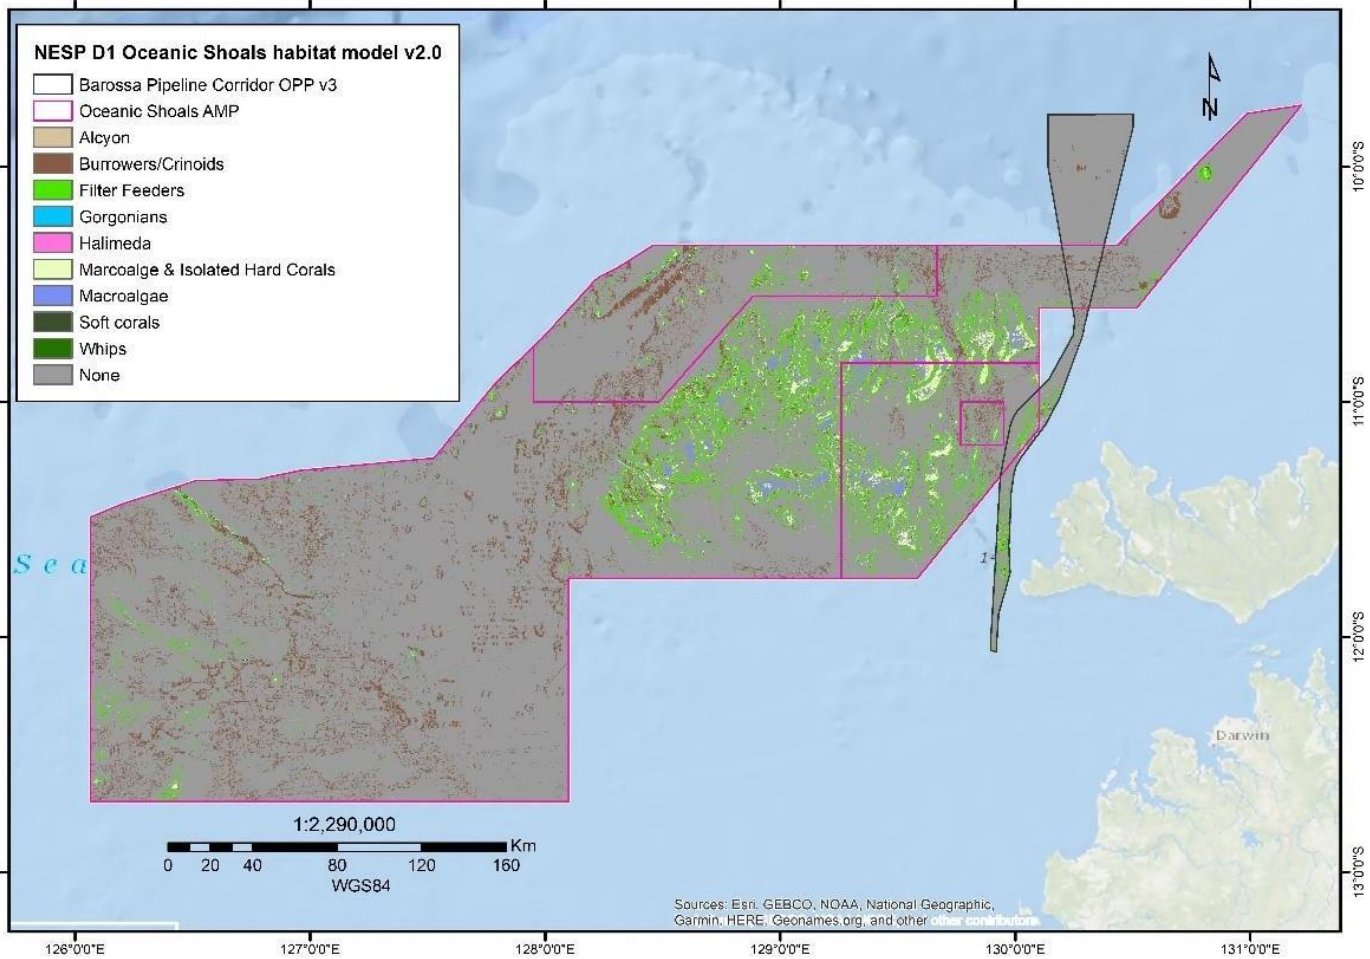 NESP D1 Oceanic Shoals habitat model v2.0
Barossa Pipeline Corridor OPP v3
Oceanic Shoals AMP
Alcyon
Burrowers/Crinoids
Filter Feeders
Gorgonians
Halimeda
Marcoalge & Isolated Hard Corals
Macroalgae
Soft corals
Whips
None
N
10°0'0"S
11°0'0"S
Sea
1
12°0'0"S
Darwin
1:2,290,000
Km
0 20 40 80 120 160
WGS84
13°0'0"S
Sources: Esri, GEBCO, NOAA, National Geographic,
Garmin, HERE, Geonames.org, and other other contributors
126°0'0"E 127°0'0"E 128°0'0"E 129°0'0"E 130°0'0"E 131°0'0"E